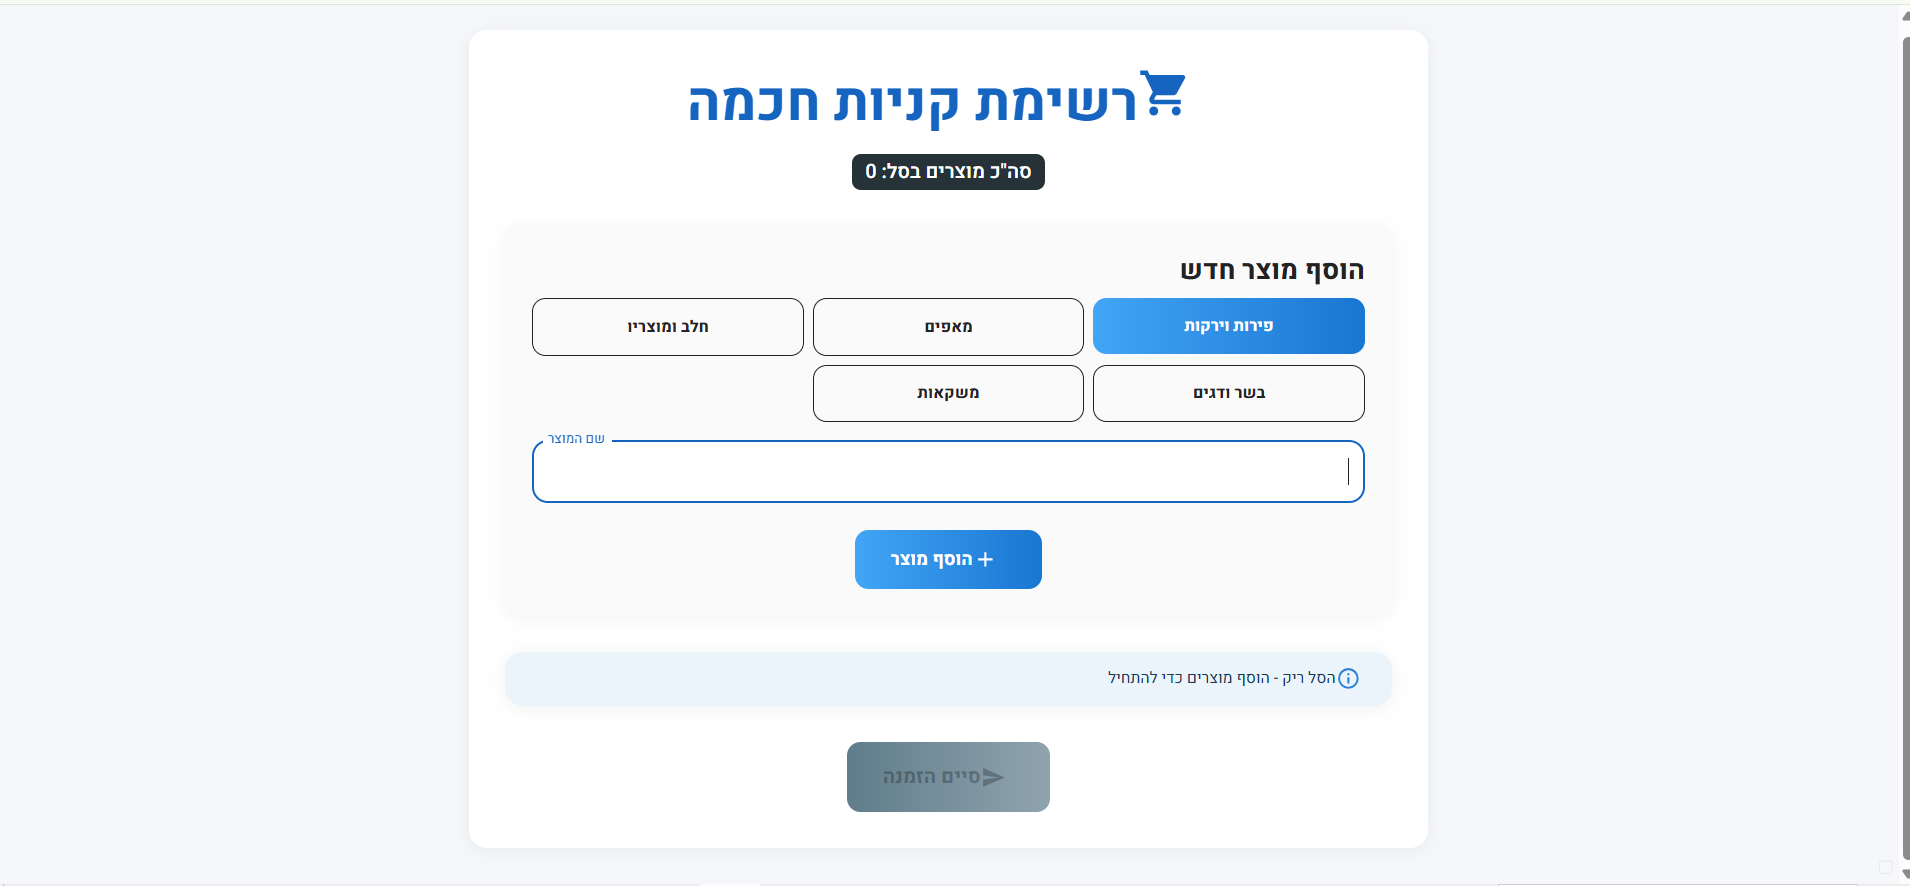 רשימת קניות חכמה
סה"כ מוצרים בסל: 0
הוסף מוצר חדש
פירות וירקות
מאפים
חלב ומוצריו
בשר ודגים
משקאות
שם המוצר
הוסף מוצר
הסל ריק - הוסף מוצרים כדי להתחיל
סיים הזמנה